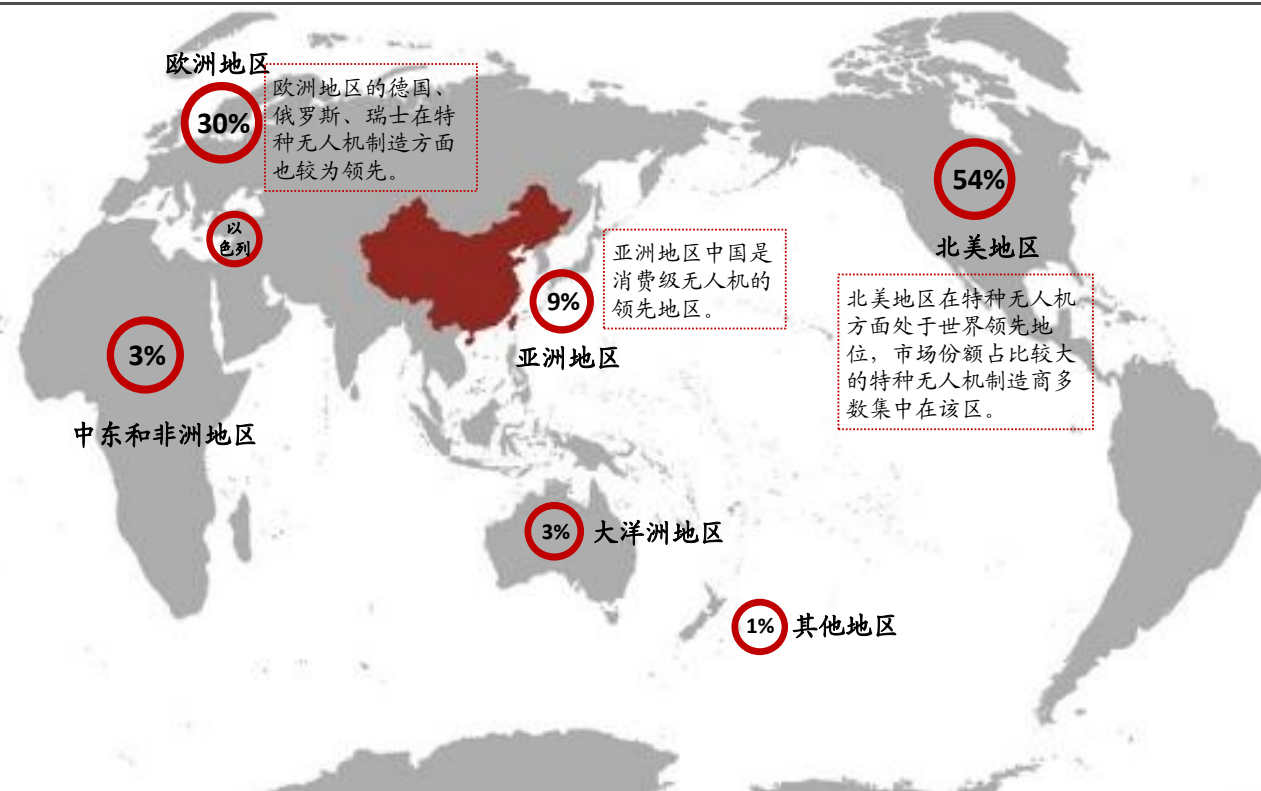 欧洲地区
30%
欧洲地区的德国、
俄罗斯、瑞士在特
种无人机制造方面
也较为领先。
54%
北美地区
以
色列
亚洲地区中国是
消费级无人机的
领先地区。
9%
亚洲地区
北美地区在特种无人机
方面处于世界领先地
位，市场份额占比较大
的特种无人机制造商多
数集中在该区。
3%
中东和非洲地区
3%
大洋洲地区
1%
其他地区